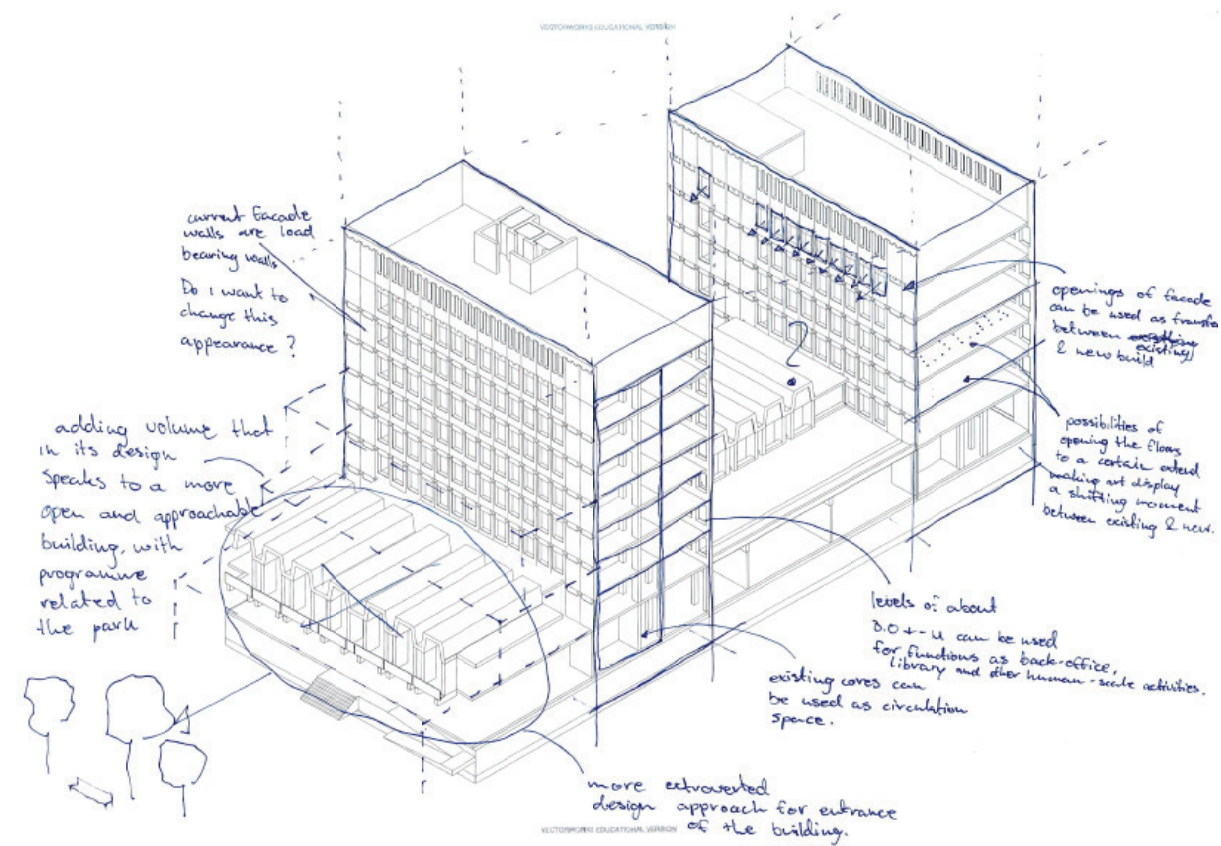 VECTORWORKS EDUCATIONAL VERSION
current facade
walls are load
bearing walls
Do I want to
change this
appearance ?
adding volume that
in its design
speaks to a more
open and approachable
building, with
programme
related to
the park
?
openings of facade
can be used as transfer
between existing
& new build
possibilities of
opening the floors
to a certain extend
making art display
a shifting moment
between existing & new.
levels of about
3.0 +- M can be used
for functions as back-office,
library and other human-scale activities.
existing cores can
be used as circulation
space.
more extroverted
design approach for entrance
of the building.
VECTORWORKS EDUCATIONAL VERSION